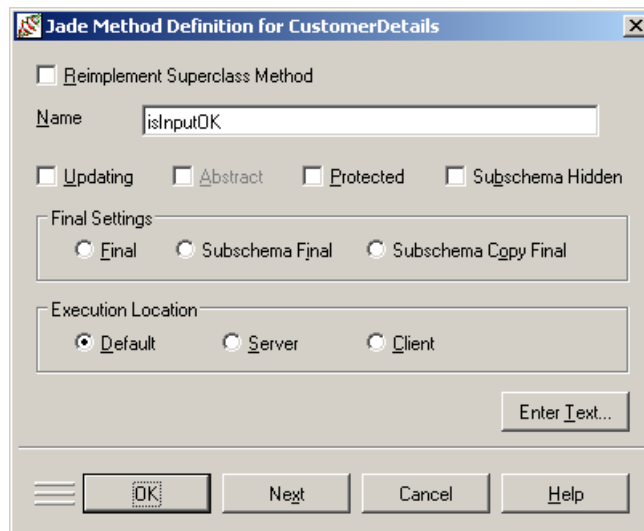 Jade Method Definition for CustomerDetails
Reimplement Superclass Method
Name isInputOK
Updating Abstract Protected Subschema Hidden
Final Settings
Final Subschema Final Subschema Copy Final
Execution Location
Default Server Client
Enter Text...
OK Next Cancel Help